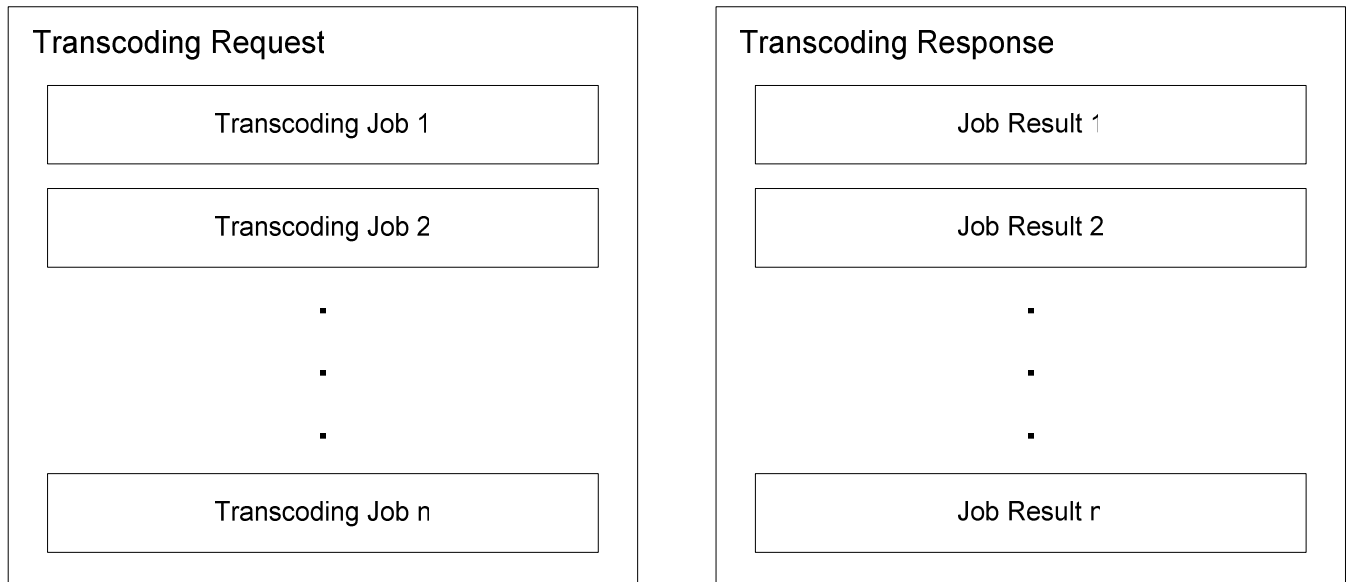 Transcoding Request
Transcoding Job 1
Transcoding Job 2
.
.
.
Transcoding Job n
Transcoding Response
Job Result 1
Job Result 2
.
.
.
Job Result n